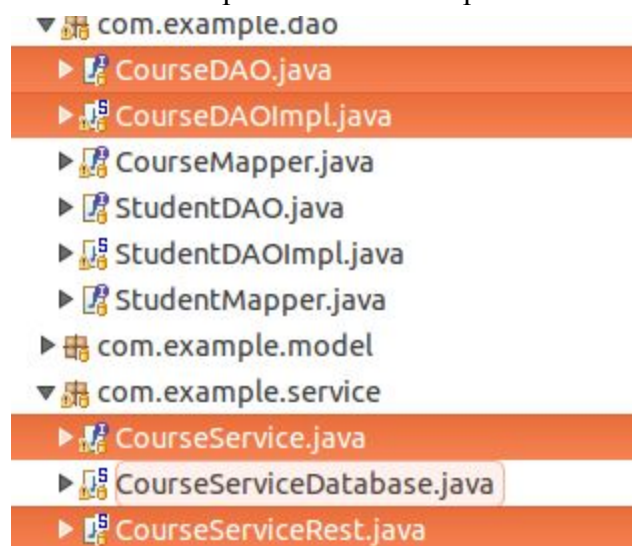 com.example.dao
CourseDAO.java
CourseDAOImpl.java
CourseMapper.java
StudentDAO.java
StudentDAOImpl.java
StudentMapper.java
com.example.model
com.example.service
CourseService.java
CourseServiceDatabase.java
CourseServiceRest.java